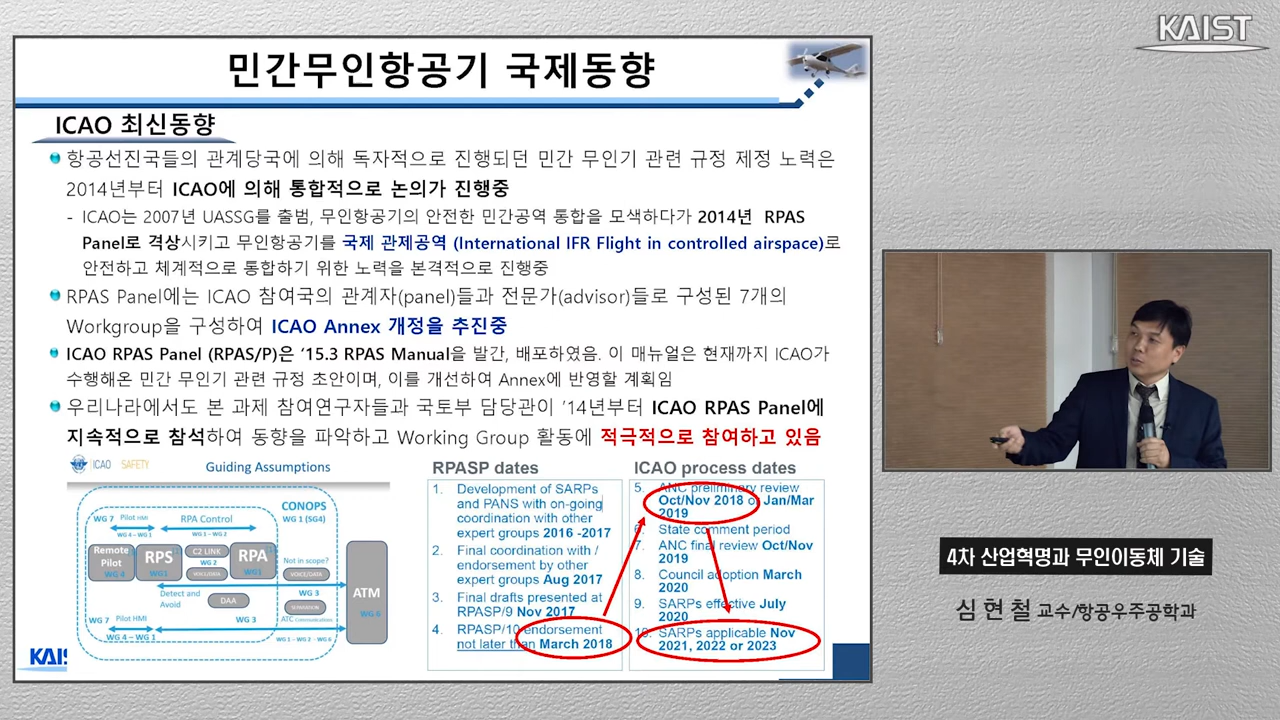 KAIST
민간무인항공기 국제동향
ICAO 최신동향
항공선진국들의 관계당국에 의해 독자적으로 진행되던 민간 무인기 관련 규정 제정 노력은
2014년부터 ICAO에 의해 통합적으로 논의가 진행중
- ICAO는 2007년 UASSG를 출범, 무인항공기의 안전한 민간공역 통합을 모색하다가 2014년 RPAS
Panel로 격상시키고 무인항공기를 국제 관제공역 (International IFR Flight in controlled airspace)로
안전하고 체계적으로 통합하기 위한 노력을 본격적으로 진행중
RPAS Panel에는 ICAO 참여국의 관계자(panel)들과 전문가(advisor)들로 구성된 7개의
Workgroup을 구성하여 ICAO Annex 개정을 추진중
ICAO RPAS Panel (RPAS/P)은 ‘15.3 RPAS Manual을 발간, 배포하였음. 이 매뉴얼은 현재까지 ICAO가
수행해온 민간 무인기 관련 규정 초안이며, 이를 개선하여 Annex에 반영할 계획임
우리나라에서도 본 과제 참여연구자들과 국토부 담당관이 ’14년부터 ICAO RPAS Panel에
지속적으로 참석하여 동향을 파악하고 Working Group 활동에 적극적으로 참여하고 있음
ICAO SAFETY
Guiding Assumptions
CONOPS
WG 1 (SG4)
WG 7 Pilot HMI
WG 4 – WG 1
RPA Control
WG 1 – WG 2
Remote
Pilot
WG 8
RPS
WG1
C2 LINK
WG 2
VOICE/DATA
RPA
WG1
Not in scope?
VOICE/DATA
WG 3
SEPARATION
ATC Communications
WG 1 – WG 2 – WG 6
ATM
WG 6
Detect and
Avoid
DAA
WG 3
WG 7 Pilot HMI
WG 4 – WG 1
RPASP dates
1. Development of SARPs
and PANS with on-going
coordination with other
expert groups 2016 -2017
2. Final coordination with /
endorsement by other
expert groups Aug 2017
3. Final drafts presented at
RPASP/9 Nov 2017
4. RPASP/10 endorsement
not later than March 2018
ICAO process dates
5. ANC preliminary review
Oct/Nov 2018 or Jan/Mar
2019
6. State comment period
7. ANC final review Oct/Nov
2019
8. Council adoption March
2020
9. SARPs effective July
2020
10. SARPs applicable Nov
2021, 2022 or 2023
4차 산업혁명과 무인이동체 기술
심 현 철 교수/항공우주공학과